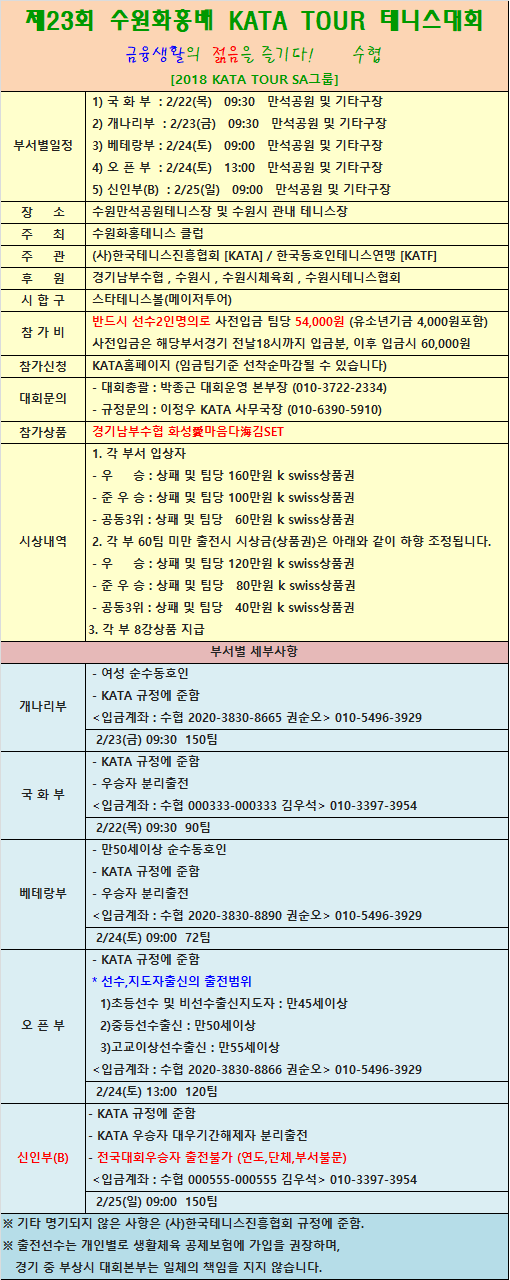 제23회 수원화홍배 KATA TOUR 테니스대회
금융생활의 젊음을 즐기다! 수협
[2018 KATA TOUR SA그룹]
부서별일정
1) 국 화 부 : 2/22(목) 09:30 만석공원 및 기타구장
2) 개나리부 : 2/23(금) 09:30 만석공원 및 기타구장
3) 베테랑부 : 2/24(토) 09:00 만석공원 및 기타구장
4) 오 픈 부 : 2/24(토) 13:00 만석공원 및 기타구장
5) 신인부(B) : 2/25(일) 09:00 만석공원 및 기타구장
장 소 수원만석공원테니스장 및 수원시 관내 테니스장
주 최 수원화홍테니스 클럽
주 관 (사)한국테니스진흥협회 [KATA] / 한국동호인테니스연맹 [KATF]
후 원 경기남부수협 , 수원시 , 수원시체육회 , 수원시테니스협회
시 합 구 스타테니스볼(메이저투어)
참 가 비
반드시 선수2인명의로 사전입금 팀당 54,000원 (유소년기금 4,000원포함)
사전입금은 해당부서경기 전날18시까지 입금분, 이후 입금시 60,000원
참가신청 KATA홈페이지 (입금팀기준 선착순마감될 수 있습니다)
대회문의
- 대회총괄 : 박종근 대회운영 본부장 (010-3722-2334)
- 규정문의 : 이정우 KATA 사무국장 (010-6390-5910)
참가상품 경기남부수협 화성愛마음다海김SET
시상내역
1. 각 부서 입상자
- 우 승 : 상패 및 팀당 160만원 k swiss상품권
- 준 우 승 : 상패 및 팀당 100만원 k swiss상품권
- 공동3위 : 상패 및 팀당 60만원 k swiss상품권
2. 각 부 60팀 미만 출전시 시상금(상품권)은 아래와 같이 하향 조정됩니다.
- 우 승 : 상패 및 팀당 120만원 k swiss상품권
- 준 우 승 : 상패 및 팀당 80만원 k swiss상품권
- 공동3위 : 상패 및 팀당 40만원 k swiss상품권
3. 각 부 8강상품 지급
부서별 세부사항
개나리부
- 여성 순수동호인
- KATA 규정에 준함
<입금계좌 : 수협 2020-3830-8665 권순오> 010-5496-3929
2/23(금) 09:30 150팀
국 화 부
- KATA 규정에 준함
- 우승자 분리출전
<입금계좌 : 수협 000333-000333 김우석> 010-3397-3954
2/22(목) 09:30 90팀
베테랑부
- 만50세이상 순수동호인
- KATA 규정에 준함
- 우승자 분리출전
<입금계좌 : 수협 2020-3830-8890 권순오> 010-5496-3929
2/24(토) 09:00 72팀
오 픈 부
- KATA 규정에 준함
* 선수,지도자출신의 출전범위
1)초등선수 및 비선수출신지도자 : 만45세이상
2)중등선수출신 : 만50세이상
3)고교이상선수출신 : 만55세이상
<입금계좌 : 수협 2020-3830-8866 권순오> 010-5496-3929
2/24(토) 13:00 120팀
신인부(B)
- KATA 규정에 준함
- KATA 우승자 대우기간해제자 분리출전
- 전국대회우승자 출전불가 (연도,단체,부서불문)
<입금계좌 : 수협 000555-000555 김우석> 010-3397-3954
2/25(일) 09:00 150팀
※ 기타 명기되지 않은 사항은 (사)한국테니스진흥협회 규정에 준함.
※ 출전선수는 개인별로 생활체육 공제보험에 가입을 권장하며,
경기 중 부상시 대회본부는 일체의 책임을 지지 않습니다.